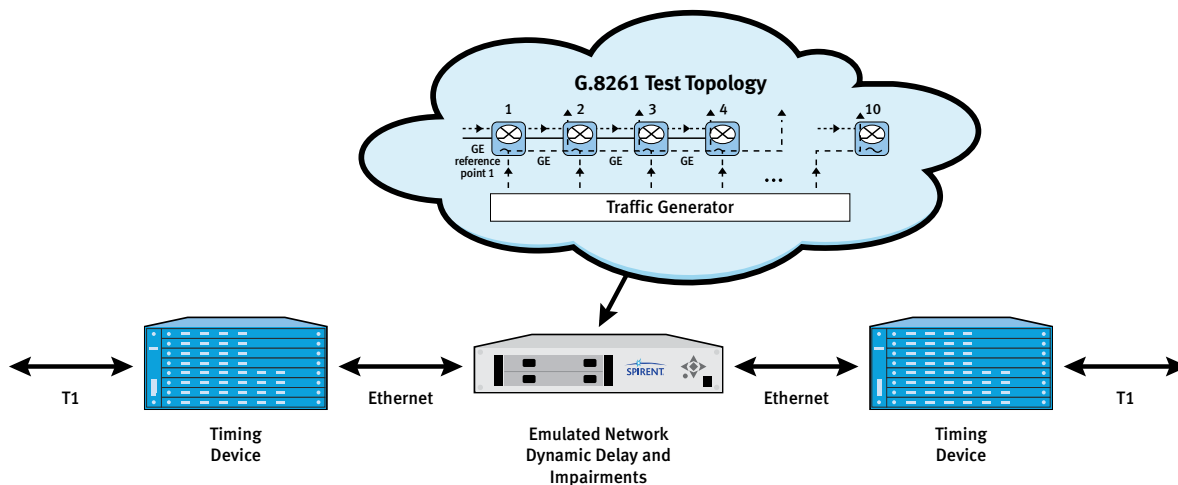 G.8261 Test Topology
1 2 3 4 10
GE
reference
point 1
GE GE GE
...
Traffic Generator
SPIRENT
T1 Ethernet Ethernet T1
Timing
Device
Emulated Network
Dynamic Delay and
Impairments
Timing
Device